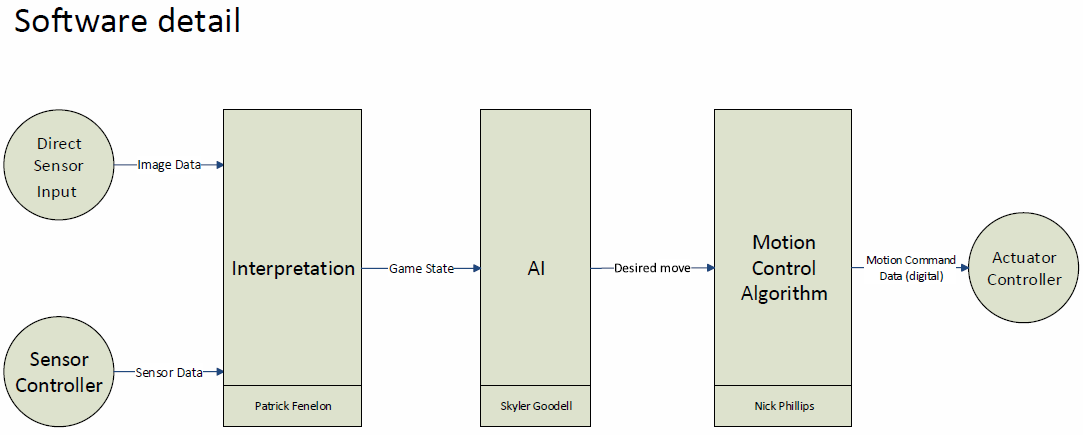 Software detail
Direct
Sensor
Input
Image Data
Sensor
Controller
Sensor Data
Interpretation
Patrick Fenelon
Game State
AI
Skyler Goodell
Desired move
Motion
Control
Algorithm
Nick Phillips
Motion Command
Data (digital)
Actuator
Controller